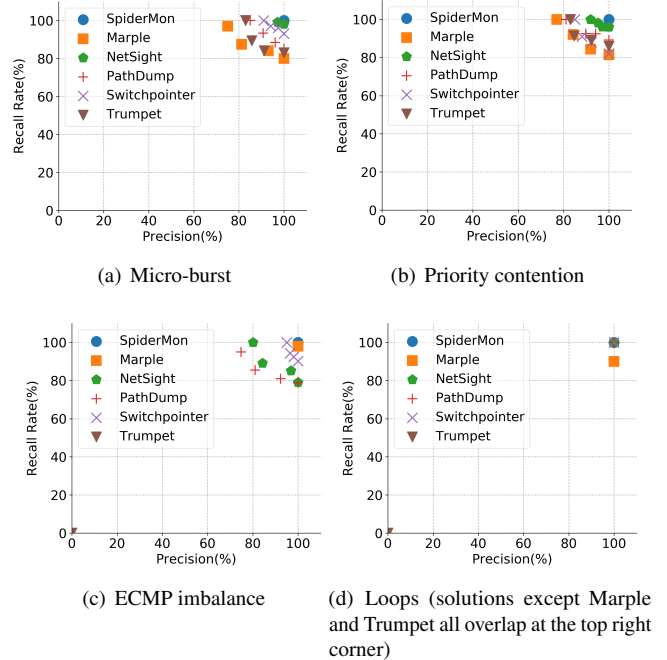 100
80
60
40
20
0
Recall Rate(%)
SpiderMon
Marple
NetSight
PathDump
Switchpointer
Trumpet
0 20 40 60 80 100
Precision(%)
(a) Micro-burst
100
80
60
40
20
0
Recall Rate(%)
SpiderMon
Marple
NetSight
PathDump
Switchpointer
Trumpet
0 20 40 60 80 100
Precision(%)
(b) Priority contention
100
80
60
40
20
0
Recall Rate(%)
SpiderMon
Marple
NetSight
PathDump
Switchpointer
Trumpet
0 20 40 60 80 100
Precision(%)
(c) ECMP imbalance
100
80
60
40
20
0
Recall Rate(%)
SpiderMon
Marple
NetSight
PathDump
Switchpointer
Trumpet
0 20 40 60 80 100
Precision(%)
(d) Loops (solutions except Marple
and Trumpet all overlap at the top right
corner)